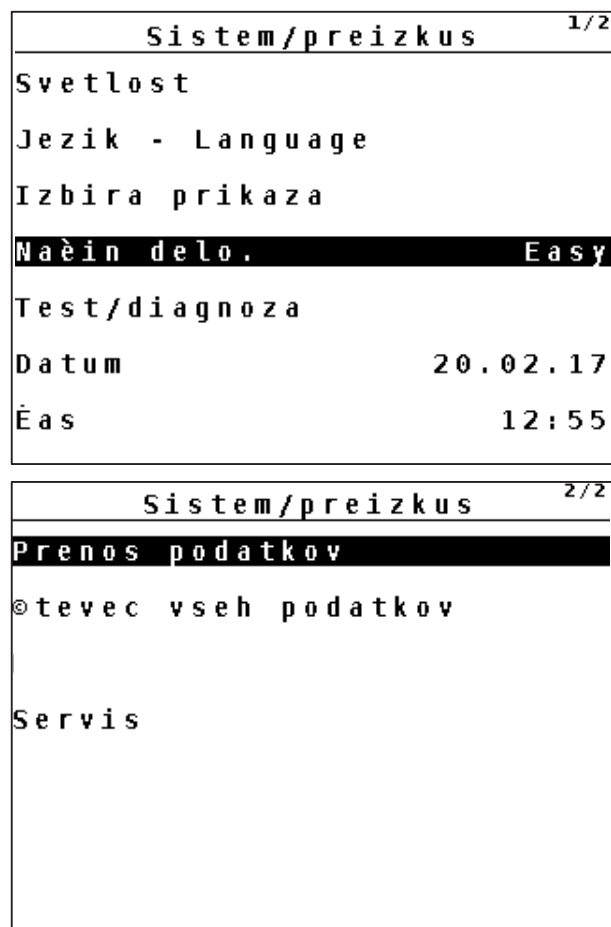 Sistem/preizkus 1/2
Svetlost
Jezik - Language
Izbira prikaza
Naèin delo. Easy
Test/diagnoza
Datum 20.02.17
Èas 12:55
Sistem/preizkus 2/2
Prenos podatkov
©tevec vseh podatkov
Servis